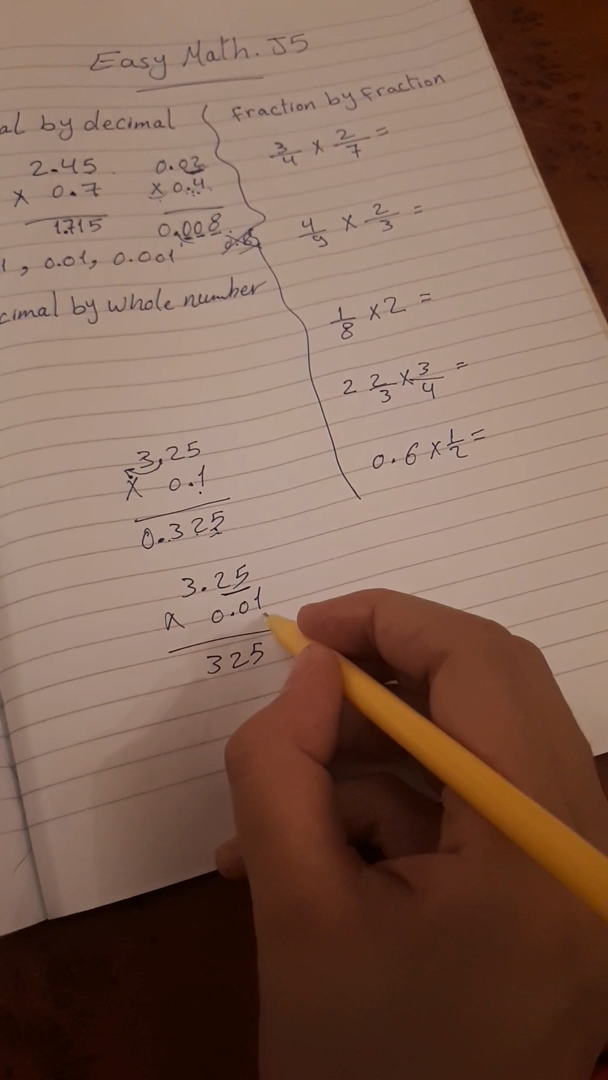 Easy Math. J5
al by decimal
2.45
x 0.7
1.715
0.02
x 0.4
0.008
1, 0.01, 0.001
cimal by whole number
3.25
x 0.1
0.325
3.25
x 0.01
325
fraction by fraction
3/4 x 2/7 =
4/9 x 2/3 =
1/8 x 2 =
2 2/3 x 3/4 =
0.6 x 1/2 =